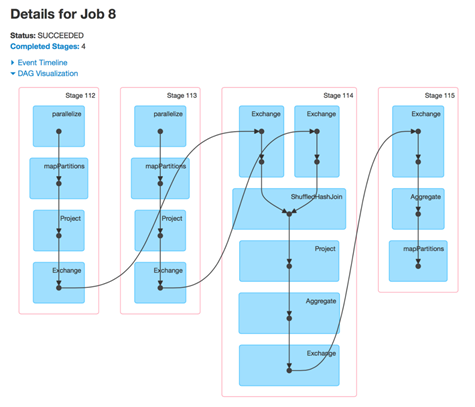 Details for Job 8
Status: SUCCEEDED
Completed Stages: 4
Event Timeline
DAG Visualization
Stage 112
parallelize
mapPartitions
Project
Exchange
Stage 113
parallelize
mapPartitions
Project
Exchange
Stage 114
Exchange
Exchange
ShuffledHashJoin
Project
Aggregate
Exchange
Stage 115
Exchange
Aggregate
mapPartitions